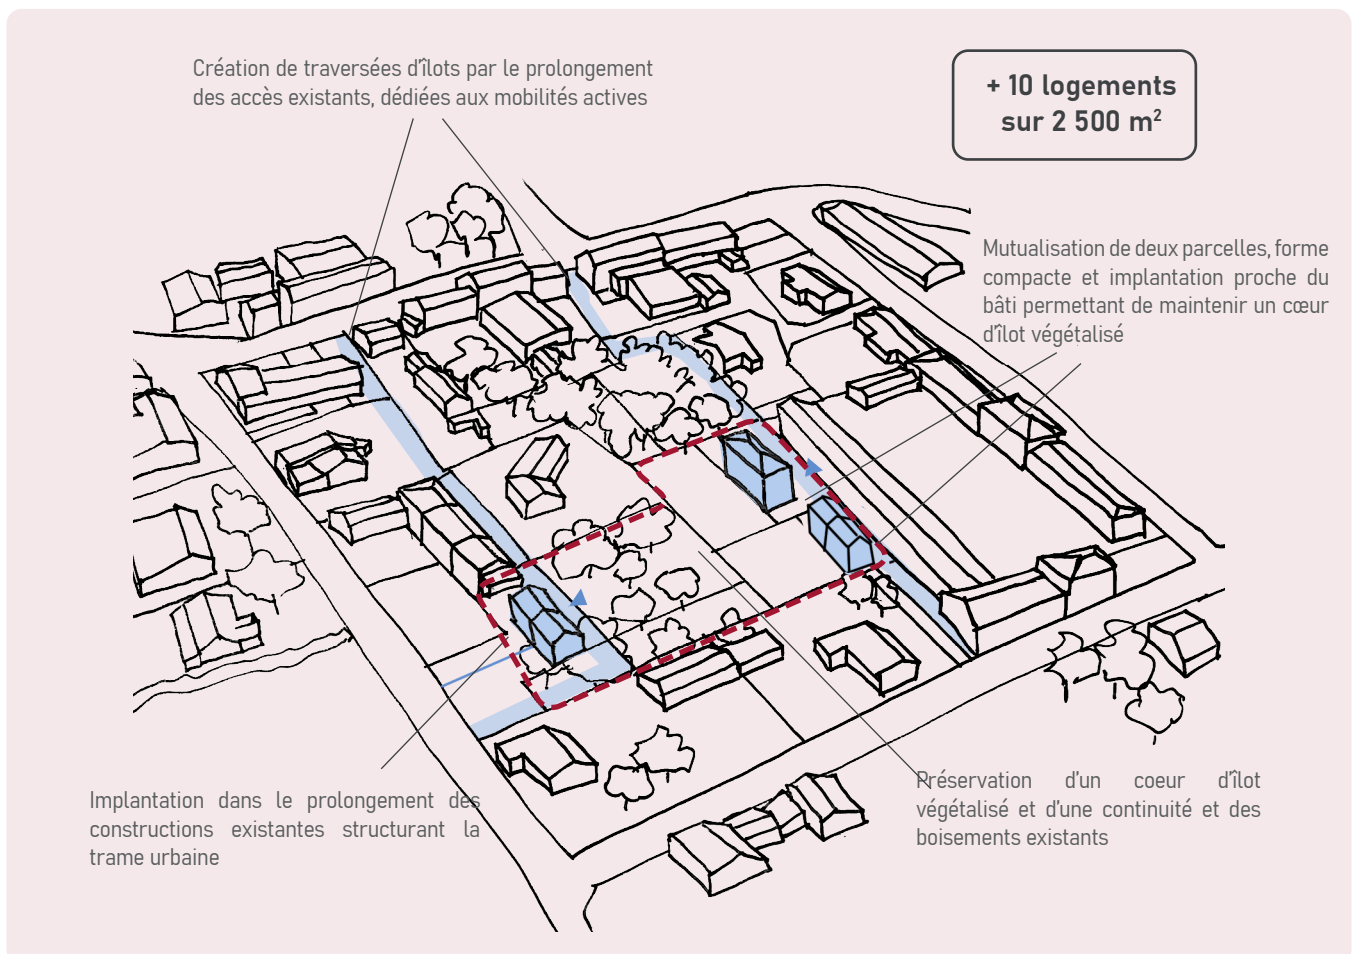 Création de traversées d'îlots par le prolongement
des accès existants, dédiées aux mobilités actives
+ 10 logements
sur 2 500 m²
Mutualisation de deux parcelles, forme
compacte et implantation proche du
bâti permettant de maintenir un cœur
d'îlot végétalisé
Implantation dans le prolongement des
constructions existantes structurant la
trame urbaine
Préservation d'un coeur d'îlot
végétalisé et d'une continuité et des
boisements existants